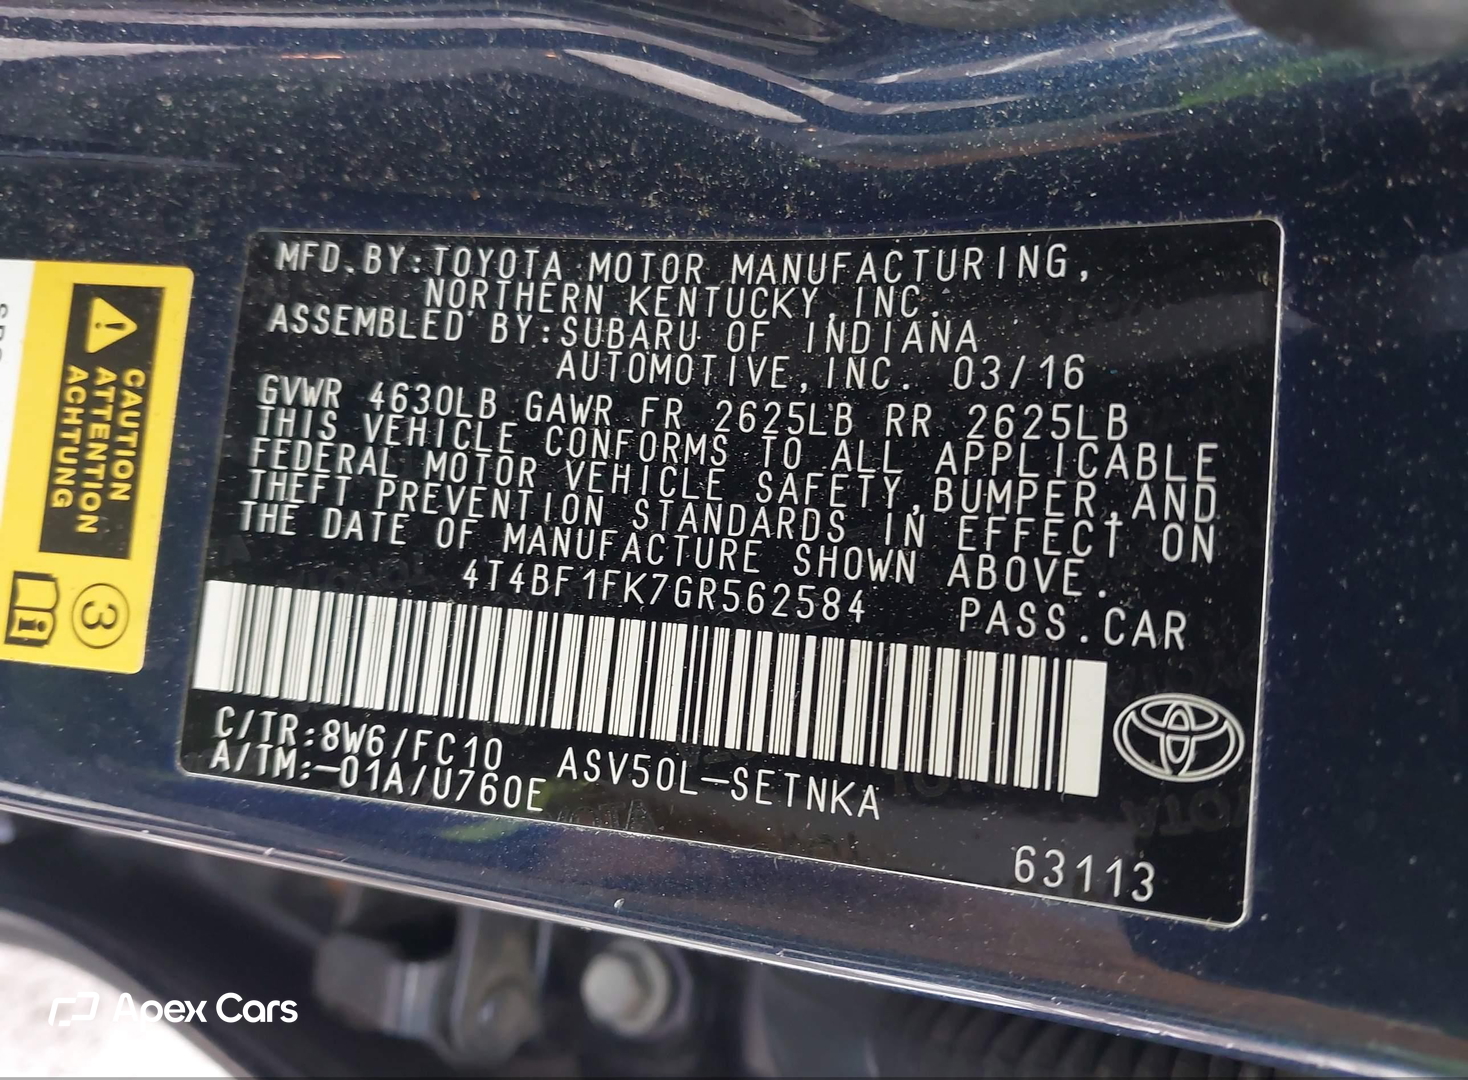 MFD.BY:TOYOTA MOTOR MANUFACTURING,
NORTHERN KENTUCKY,INC.
ASSEMBLED BY:SUBARU OF INDIANA
AUTOMOTIVE,INC. 03/16
GVWR 4630LB GAWR FR 2625LB RR 2625LB
THIS VEHICLE CONFORMS TO ALL APPLICABLE
FEDERAL MOTOR VEHICLE SAFETY,BUMPER,AND
THEFT PREVENTION STANDARDS IN EFFECT ON
THE DATE OF MANUFACTURE SHOWN ABOVE.
4T4BF1FK7GR562584 PASS.CAR
C/TR:8W6/FC10 ASV50L-SETNKA
A/TM:-01A/U760E
63113
CAUTION
ATTENTION
ACHTUNG
3
Apex Cars